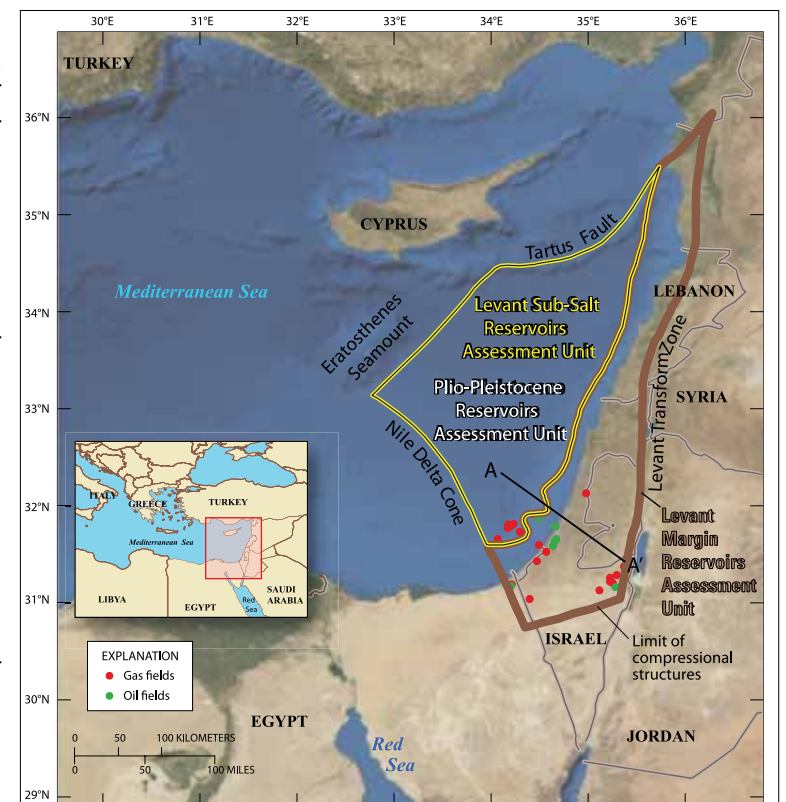 30°E
31°E
32°E
33°E
34°E
35°E
36°E
TURKEY
36°N
35°N
CYPRUS
Tartus Fault
Mediterranean Sea
34°N
LEBANON
Levant Sub-Salt
Reservoirs
Assessment Unit
Eratosthenes
Seamount
Levant Transform Zone
Plio-Pleistocene
Reservoirs
Assessment Unit
33°N
SYRIA
Nile Delta Cone
A
32°N
Levant
Margin
Reservoirs
Assessment
Unit
A'
31°N
ITALY
GREECE
TURKEY
Mediterranean Sea
LIBYA
EGYPT
Red
Sea
SAUDI
ARABIA
ISRAEL
Limit of
compressional
structures
EXPLANATION
Gas fields
Oil fields
30°N
EGYPT
Red
Sea
JORDAN
0 50 100 KILOMETERS
0 50 100 MILES
29°N